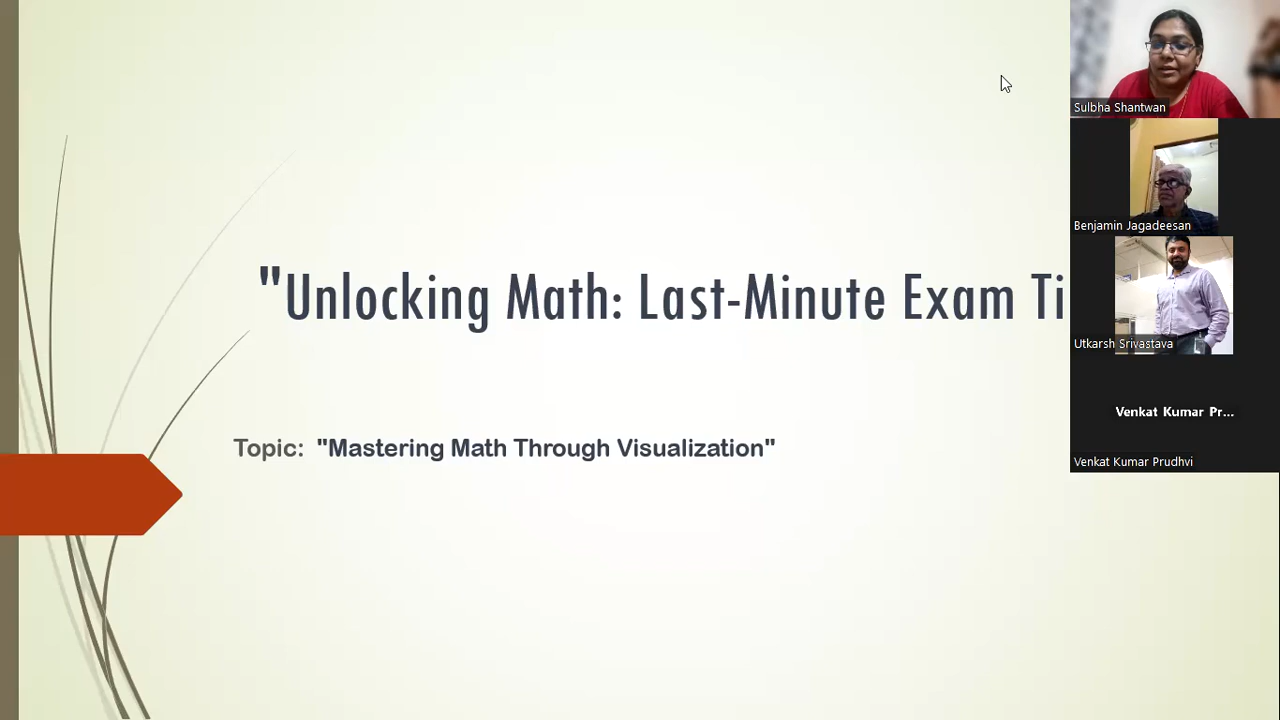 "Unlocking Math: Last-Minute Exam Ti
Topic: "Mastering Math Through Visualization"
Sulbha Shantwan
Benjamin Jagadeesan
Utkarsh Srivastava
Venkat Kumar Pr...
Venkat Kumar Prudhvi